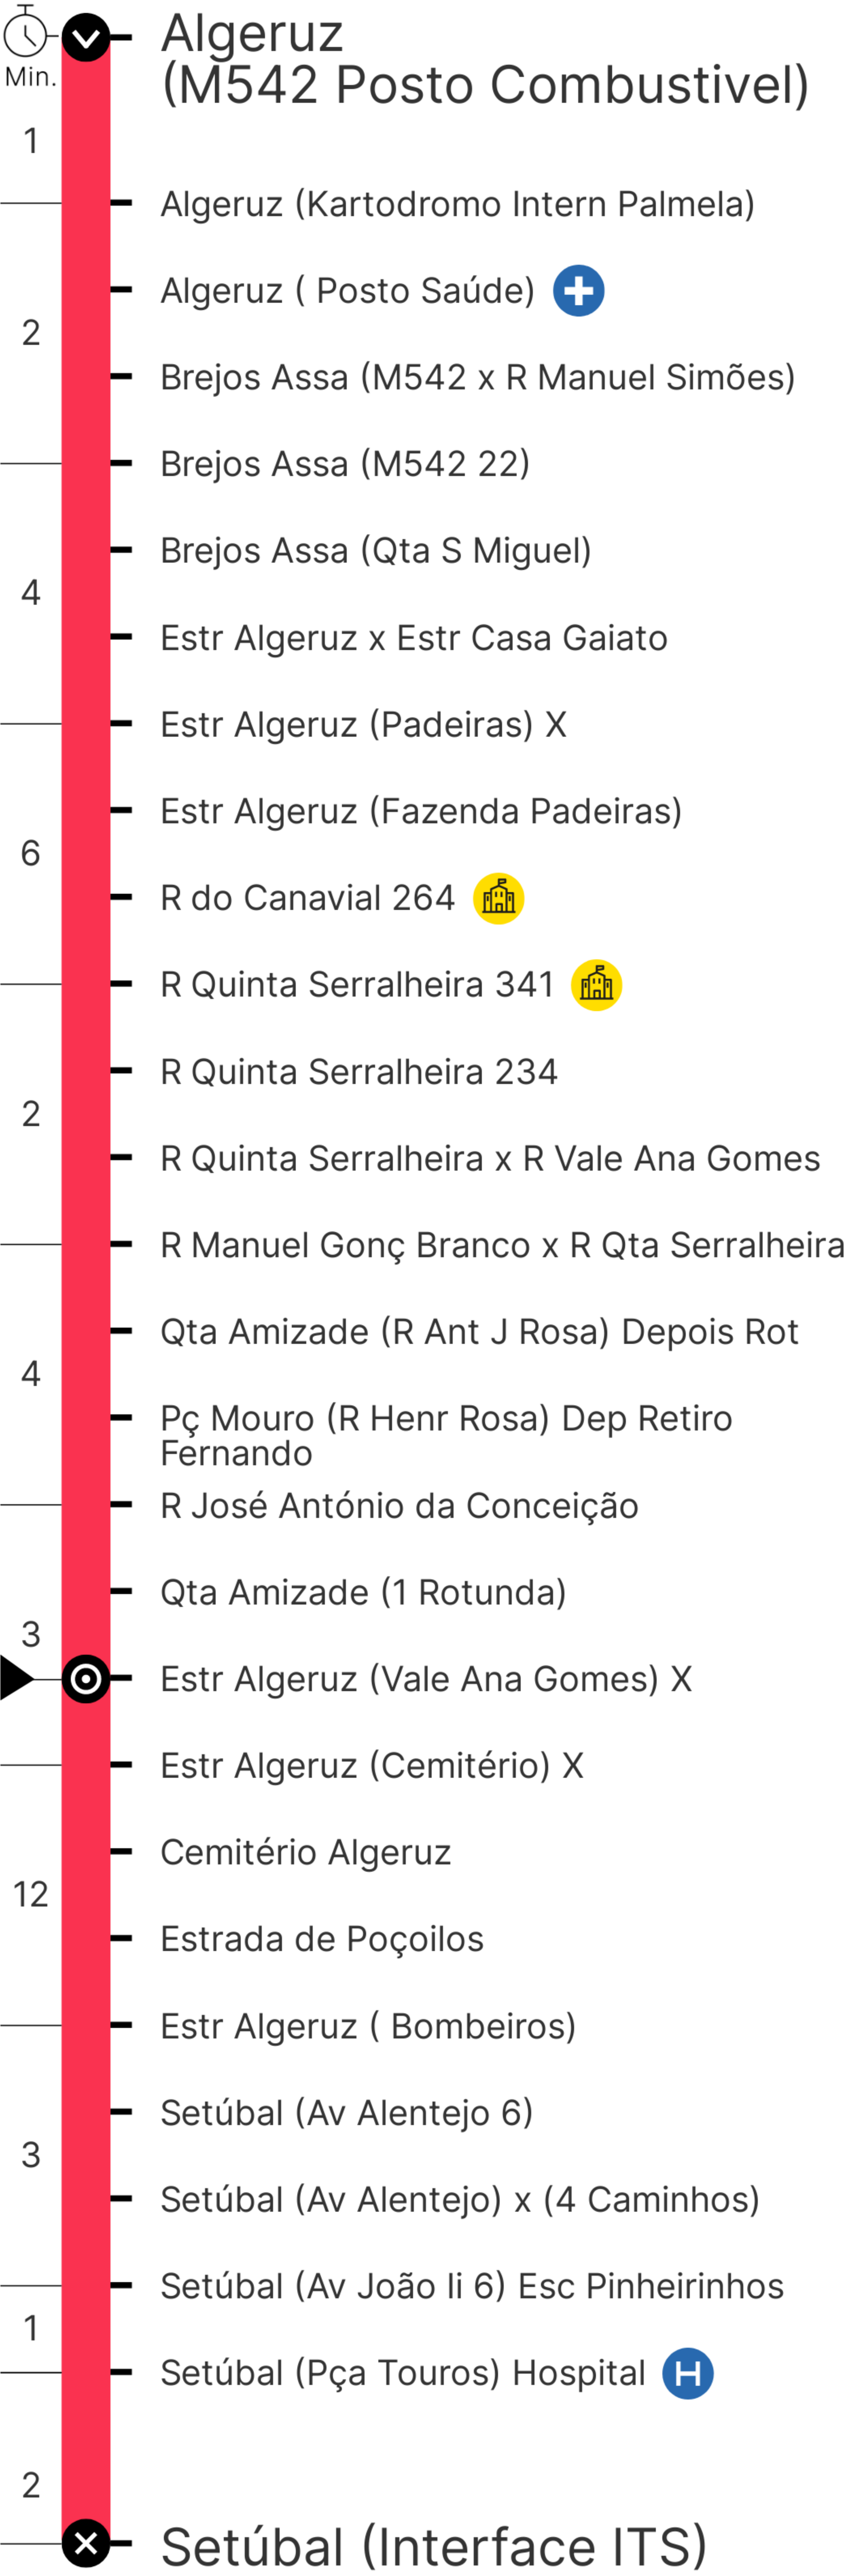 Algeruz
(M542 Posto Combustivel)
Min.
1
Algeruz (Kartodromo Intern Palmela)
Algeruz ( Posto Saúde)
2
Brejos Assa (M542 x R Manuel Simões)
Brejos Assa (M542 22)
Brejos Assa (Qta S Miguel)
4
Estr Algeruz x Estr Casa Gaiato
Estr Algeruz (Padeiras) X
Estr Algeruz (Fazenda Padeiras)
6
R do Canavial 264
R Quinta Serralheira 341
R Quinta Serralheira 234
2
R Quinta Serralheira x R Vale Ana Gomes
R Manuel Gonç Branco x R Qta Serralheira
Qta Amizade (R Ant J Rosa) Depois Rot
4
Pç Mouro (R Henr Rosa) Dep Retiro
Fernando
R José António da Conceição
Qta Amizade (1 Rotunda)
3
Estr Algeruz (Vale Ana Gomes) X
Estr Algeruz (Cemitério) X
Cemitério Algeruz
12
Estrada de Poçoilos
Estr Algeruz ( Bombeiros)
Setúbal (Av Alentejo 6)
3
Setúbal (Av Alentejo) x (4 Caminhos)
Setúbal (Av João Ii 6) Esc Pinheirinhos
1
Setúbal (Pça Touros) Hospital H
2
Setúbal (Interface ITS)